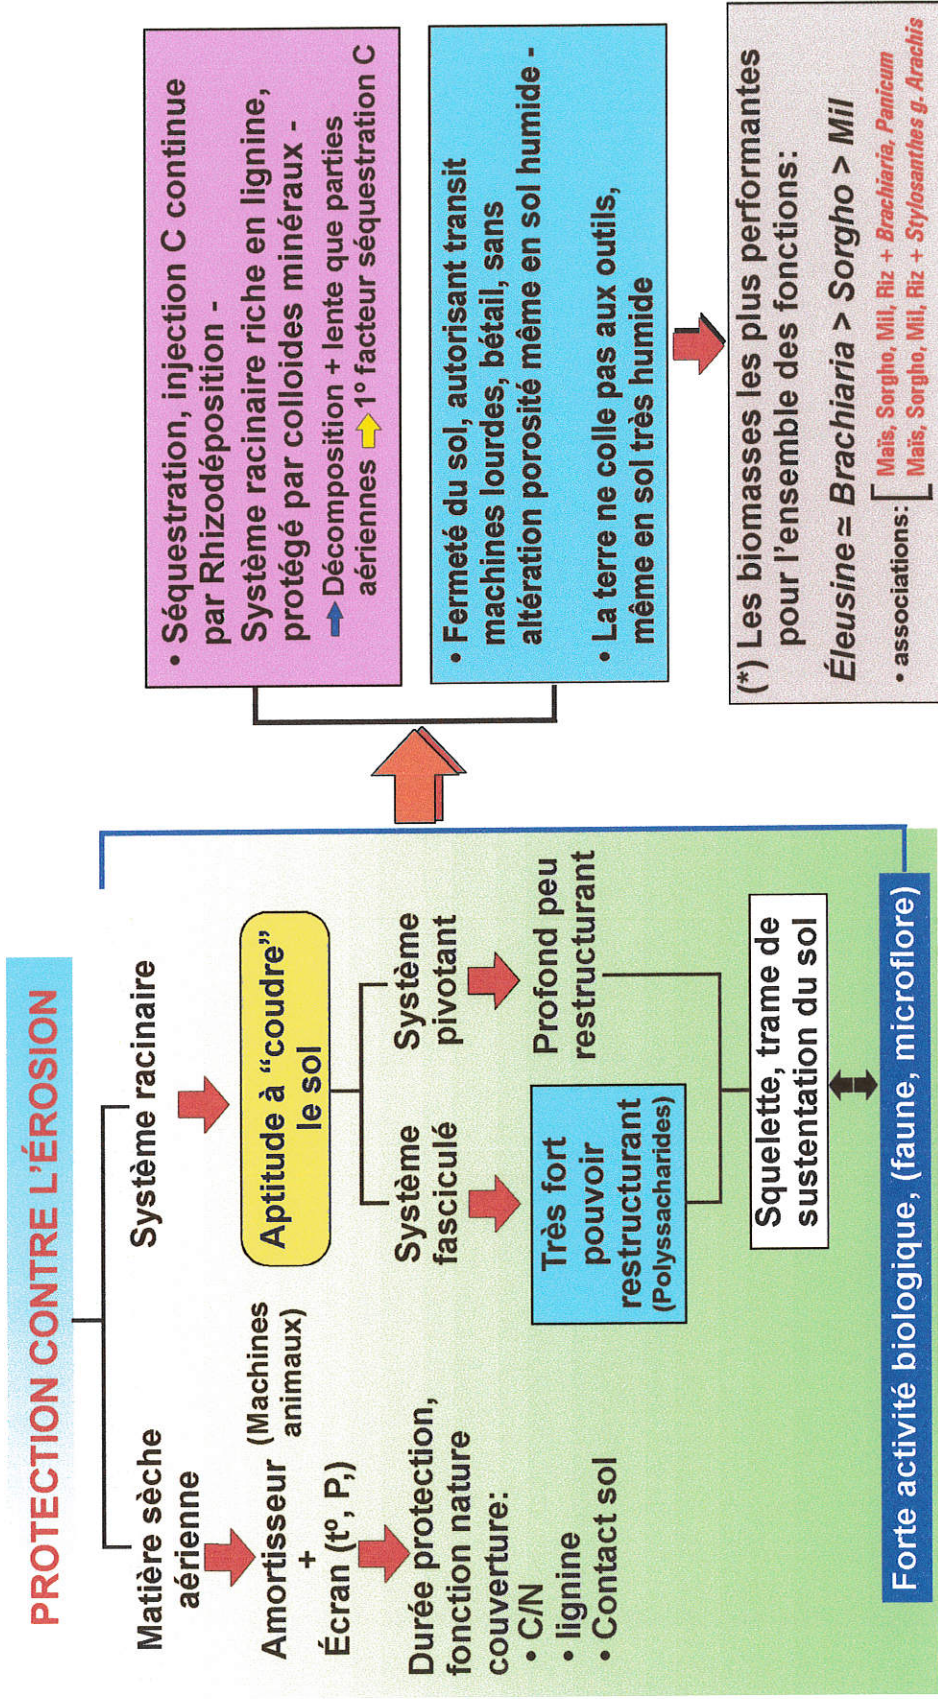 PROTECTION CONTRE L'ÉROSION
Matière sèche
aérienne
Amortisseur
+
Écran (tº, P,)
(Machines
animaux)
Durée protection,
fonction nature
couverture:
• C/N
• lignine
• Contact sol
Système racinaire
Aptitude à “coudre”
le sol
Système
fasciculé
Très fort
pouvoir
restructurant
(Polyssacharides)
Système
pivotant
Profond peu
restructurant
Squelette, trame de
sustentation du sol
Forte activité biologique, (faune, microflore)
• Séquestration, injection C continue
par Rhizodéposition -
Système racinaire riche en lignine,
protégé par colloides minéraux -
Décomposition + lente que parties
aériennes 1º facteur séquestration C
• Fermeté du sol, autorisant transit
machines lourdes, bétail, sans
altération porosité même en sol humide -
• La terre ne colle pas aux outils,
même en sol très humide
(*) Les biomasses les plus performantes
pour l'ensemble des fonctions:
Éleusine ≃ Brachiaria > Sorgho > Mil
• associations:
Maïs, Sorgho, Mil, Riz + Brachiaria, Panicum
Maïs, Sorgho, Mil, Riz + Stylosanthes g. Arachis